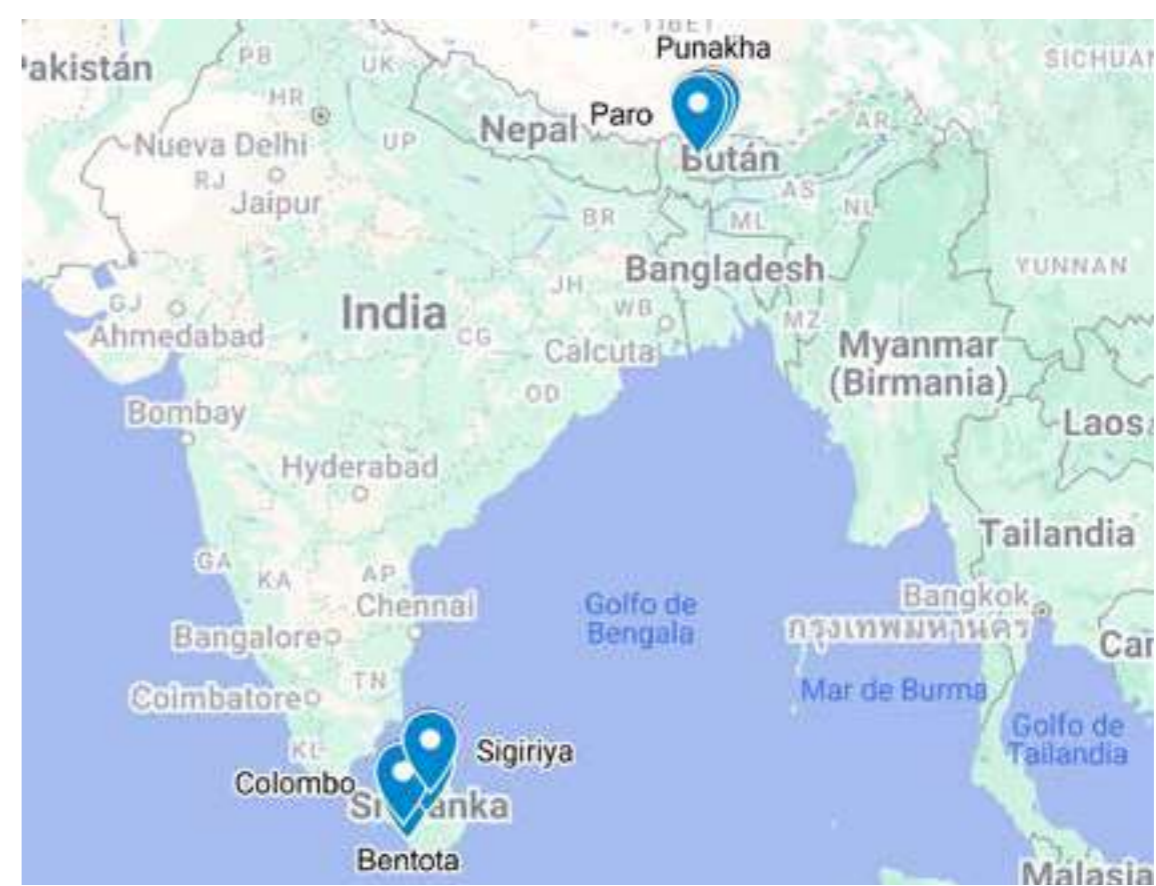 TIBET
Punakha
Pakistán
PB
UK
SICHUAN
HR
Paro
Nepal
AR
Nueva Delhi
UP
Bután
RJ
Jaipur
AS
NL
BR
ML
Bangladesh
YUNNAN
JH
GJ
India
WB
MZ
Ahmedabad
CG
Calcuta
Myanmar
(Birmania)
OD
Bombay
Laos
Hyderabad
Tailandia
GA
KA
AP
Chennai
Golfo de
Bengala
Bangkok
กรุงเทพมหานคร
Bangalore
Car
TN
Coimbatore
Mar de Burma
Golfo de
Tailandia
KL
Sigiriya
Colombo
Sri Lanka
Bentota
Malasia